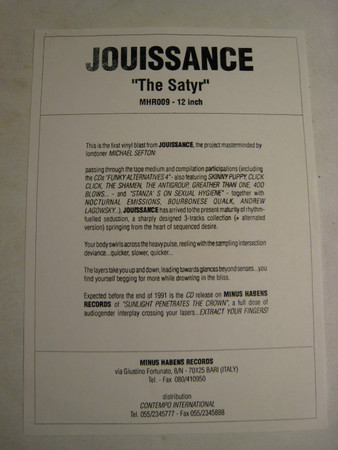 JOUISSANCE
"The Satyr"
MHR009 - 12 inch
This is the first vinyl blast from JOUISSANCE, the project masterminded by
londoner MICHAEL SEFTON:
passing through the tape medium and compilation participations (including
the CDs "FUNKY ALTERNATIVES 4" - also featuring SKINNY PUPPY, CLICK
CLICK, THE SHAMEN, THE ANTIGROUP, GREATHER THAN ONE, 400
BLOWS... - and "STANZA' S ON SEXUAL HYGIENE" - together with
NOCTURNAL EMISSIONS, BOURBONESE QUALK, ANDREW
LAGOWSKY...), JOUISSANCE has arrived to the present maturity of rhythm-
fuelled seduction, a sharply designed 3-tracks collection (+ alternated
version) springing from the heart of sequenced desire.
Your body swirls across the heavy pulse, reeling with the sampling intersection
deviance...quicker, slower, quicker...
The layers take you up and down, leading towards glances beyond senses...you
find yourself begging for more while drowning in the bliss.
Expected before the end of 1991 is the CD release on MINUS HABENS
RECORDS of "SUNLIGHT PENETRATES THE CROWN", a full dose of
audiogender interplay crossing your lasers...EXTRACT YOUR FINGERS!
MINUS HABENS RECORDS
via Giustino Fortunato, 8/N - 70125 BARI (ITALY)
Tel. - Fax 080/410950
distribution
CONTEMPO INTERNATIONAL
Tel. 055/2345777 - Fax 055/2345888